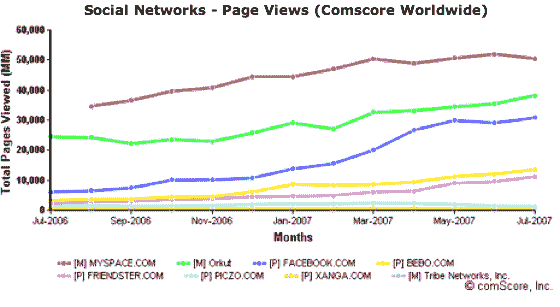 Social Networks - Page Views (Comscore Worldwide)
Total Pages Viewed (MM)
60,000
50,000
40,000
30,000
20,000
10,000
0
Jul-2006 Sep-2006 Nov-2006 Jan-2007 Mar-2007 May-2007 Jul-2007
Months
[M] MYSPACE.COM [M] Orkut [P] FACEBOOK.COM [P] BEBO.COM
[P] FRIENDSTER.COM [P] PICZO.COM [P] XANGA.COM [M] Tribe Networks, Inc.
© comScore, Inc.